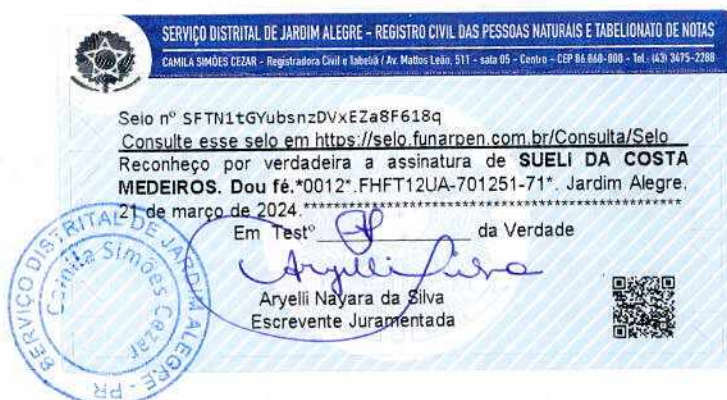 SERVIÇO DISTRITAL DE JARDIM ALEGRE - REGISTRO CIVIL DAS PESSOAS NATURAIS E TABELIONATO DE NOTAS
CAMILA SIMÕES CEZAR - Registradora Civil e Tabeliã / Av. Mattos Leão, 511 - sala 05 - Centro - CEP 86.860-000 - Tel.: (43) 3475-2288
Selo nº SFTN1tGYubsnzDVxEZa8F618q
Consulte esse selo em https://selo.funarpen.com.br/Consulta/Selo
Reconheço por verdadeira a assinatura de SUELI DA COSTA
MEDEIROS. Dou fé.*0012*.FHFT12UA-701251-71*. Jardim Alegre,
21 de março de 2024.**************************************************
Em Testº da Verdade
Aryelli Silva
Aryelli Nayara da Silva
Escrevente Juramentada
SERVIÇO DISTRITAL DE JARDIM ALEGRE - PR -
Camila Simões Cezar